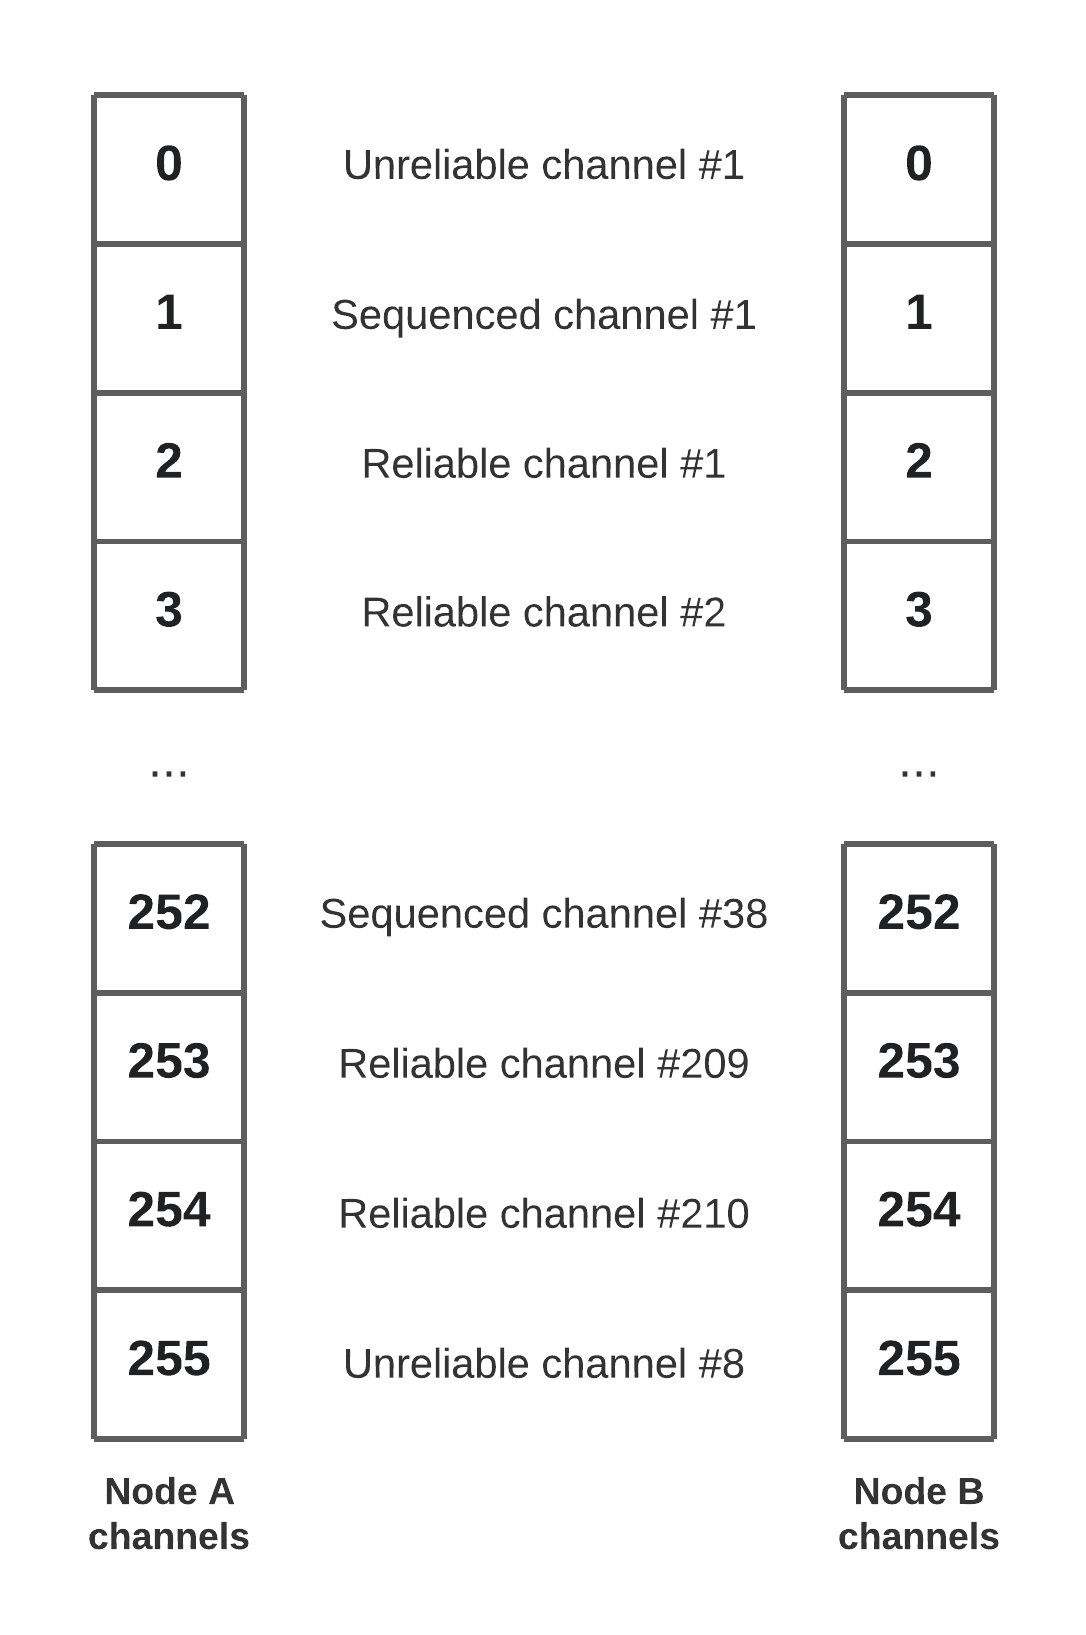 0 Unreliable channel #1 0
1 Sequenced channel #1 1
2 Reliable channel #1 2
3 Reliable channel #2 3
... ...
252 Sequenced channel #38 252
253 Reliable channel #209 253
254 Reliable channel #210 254
255 Unreliable channel #8 255
Node A Node B
channels channels